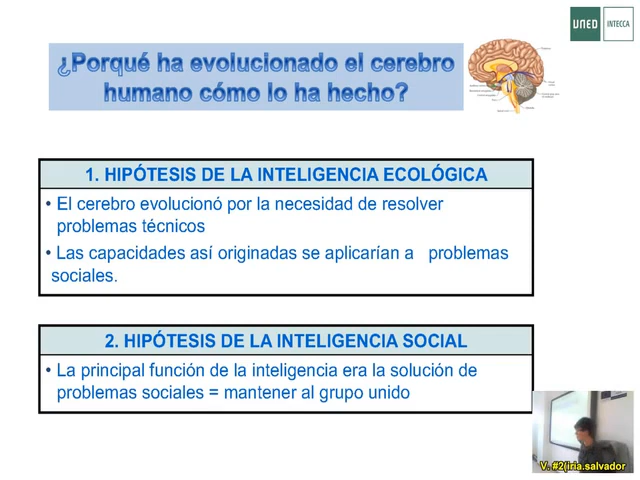 UNED INTECCA
¿Porqué ha evolucionado el cerebro
humano cómo lo ha hecho?
1. HIPÓTESIS DE LA INTELIGENCIA ECOLÓGICA
• El cerebro evolucionó por la necesidad de resolver
problemas técnicos
• Las capacidades así originadas se aplicarían a problemas
sociales.
2. HIPÓTESIS DE LA INTELIGENCIA SOCIAL
• La principal función de la inteligencia era la solución de
problemas sociales = mantener al grupo unido
V. #2(iria.salvador